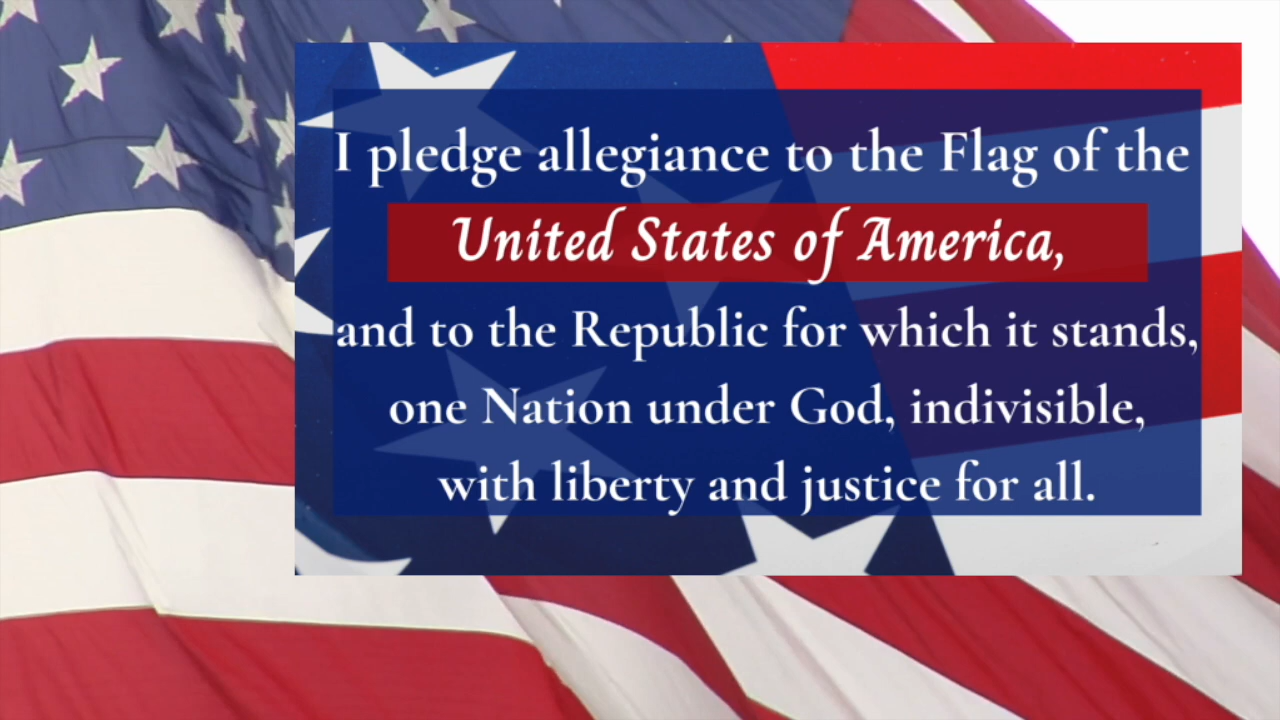 I pledge allegiance to the Flag of the
United States of America,
and to the Republic for which it stands,
one Nation under God, indivisible,
with liberty and justice for all.